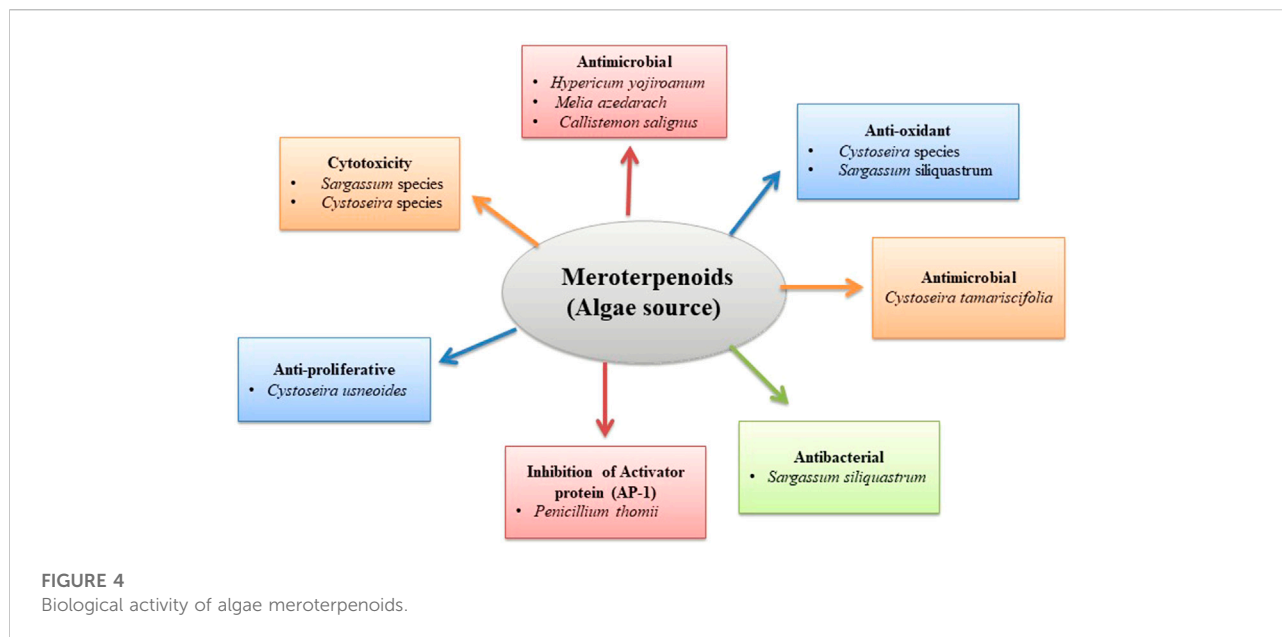 Antimicrobial
• Hypericum yojiroanum
• Melia azedarach
• Callistemon salignus
Anti-oxidant
• Cystoseira species
• Sargassum siliquastrum
Cytotoxicity
• Sargassum species
• Cystoseira species
Meroterpenoids
(Algae source)
Antimicrobial
Cystoseira tamariscifolia
Anti-proliferative
• Cystoseira usneoides
Inhibition of Activator
protein (AP-1)
• Penicillium thomii
Antibacterial
• Sargassum siliquastrum
FIGURE 4
Biological activity of algae meroterpenoids.